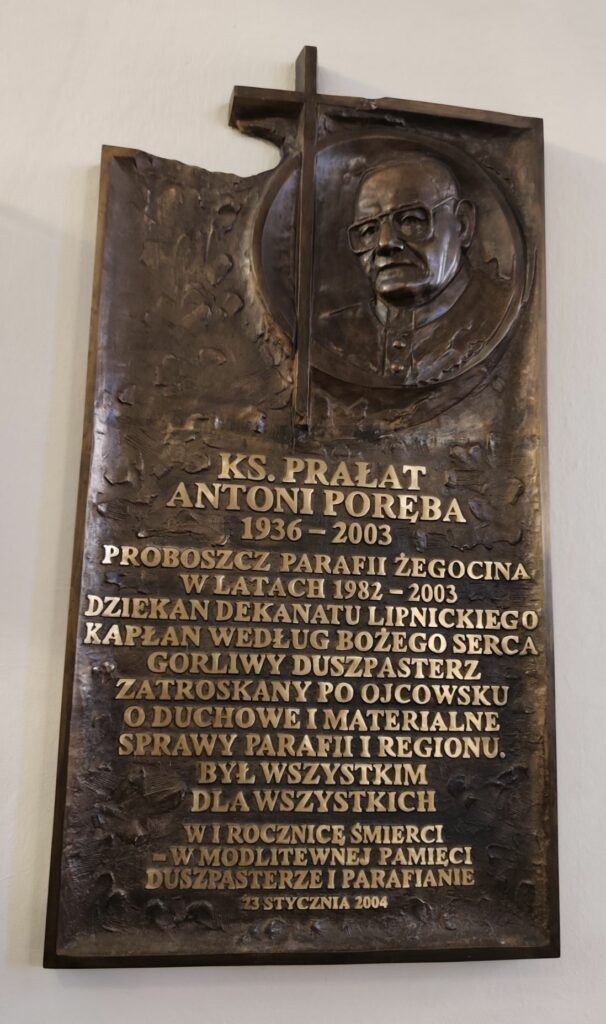 KS. PRAŁAT
ANTONI PORĘBA
1936 – 2003
PROBOSZCZ PARAFII ŻEGOCINA
W LATACH 1982 – 2003
DZIEKAN DEKANATU LIPNICKIEGO
KAPŁAN WEDŁUG BOŻEGO SERCA
GORLIWY DUSZPASTERZ
ZATROSKANY PO OJCOWSKU
O DUCHOWE I MATERIALNE
SPRAWY PARAFII I REGIONU.
BYŁ WSZYSTKIM
DLA WSZYSTKICH
W I ROCZNICĘ ŚMIERCI
– W MODLITEWNEJ PAMIĘCI
DUSZPASTERZE I PARAFIANIE
23 STYCZNIA 2004